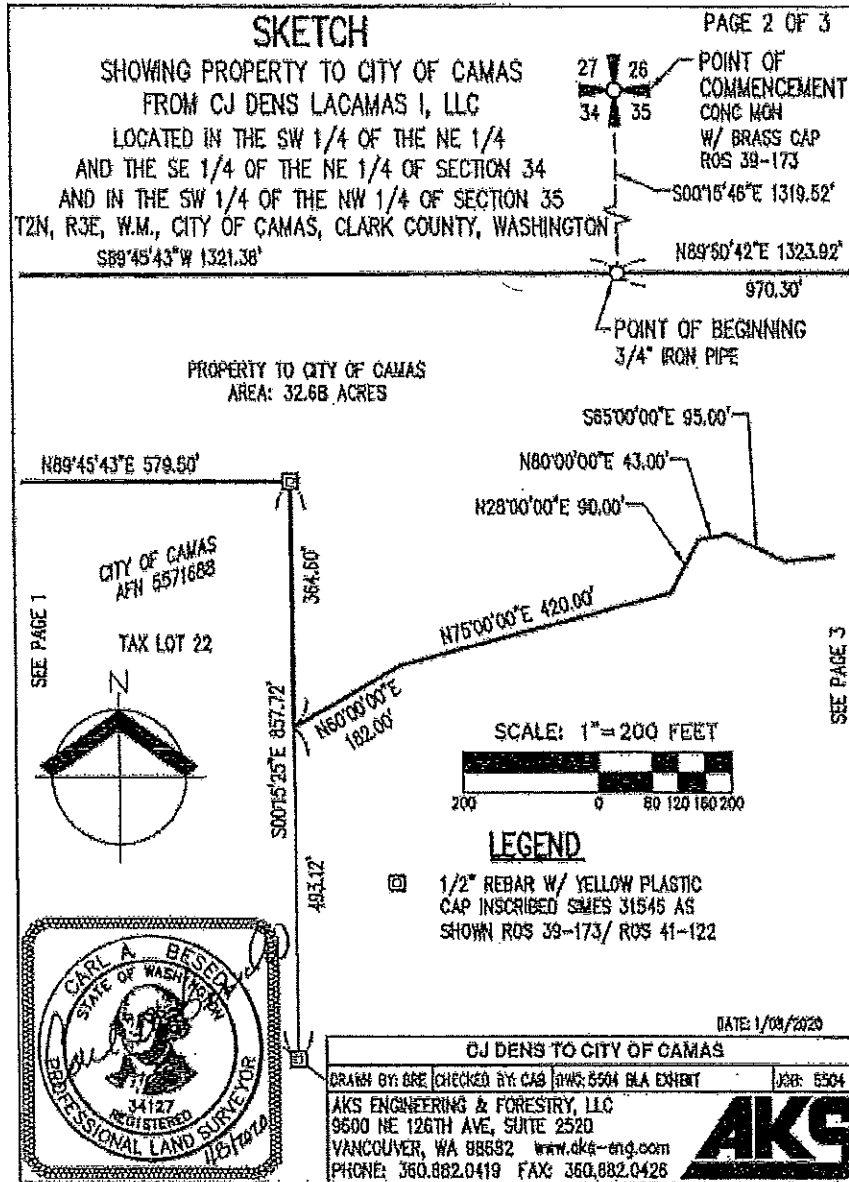 SKETCH
SHOWING PROPERTY TO CITY OF CAMAS
FROM CJ DENS LACAMAS I, LLC
LOCATED IN THE SW 1/4 OF THE NE 1/4
AND THE SE 1/4 OF THE NE 1/4 OF SECTION 34
AND IN THE SW 1/4 OF THE NW 1/4 OF SECTION 35
T2N, R3E, W.M., CITY OF CAMAS, CLARK COUNTY, WASHINGTON
PAGE 2 OF 3
27 26
34 35
POINT OF
COMMENCEMENT
CONC MON
W/ BRASS CAP
ROS 39-173
S00°15'46"E 1319.52'
S89°45'43"W 1321.38'
N89°50'42"E 1323.92'
970.30'
POINT OF BEGINNING
3/4" IRON PIPE
PROPERTY TO CITY OF CAMAS
AREA: 32.68 ACRES
S65°00'00"E 95.00'
N80°00'00"E 43.00'
N28°00'00"E 90.00'
N89°45'43"E 579.50'
CITY OF CAMAS
AFN 5571688
TAX LOT 22
SEE PAGE 1
364.60'
N75°00'00"E 420.00'
N60°00'00"E
182.00'
SEE PAGE 3
N
S00°15'25"E 857.72'
493.12'
SCALE: 1"= 200 FEET
200 0 80 120 160 200
LEGEND
1/2" REBAR W/ YELLOW PLASTIC
CAP INSCRIBED SIMES 31545 AS
SHOWN ROS 39-173/ ROS 41-122
CARL A. BESEDA
STATE OF WASHINGTON
34127
REGISTERED
PROFESSIONAL LAND SURVEYOR
1/8/2020
DATE: 1/08/2020
CJ DENS TO CITY OF CAMAS
DRAWN BY: BRE CHECKED BY: CAB DWG: 5504 BLA EXHIBIT JOB: 5504
AKS ENGINEERING & FORESTRY, LLC
9600 NE 126TH AVE, SUITE 2520
VANCOUVER, WA 98682 www.aks-eng.com
PHONE: 360.882.0419 FAX: 360.882.0426
AKS